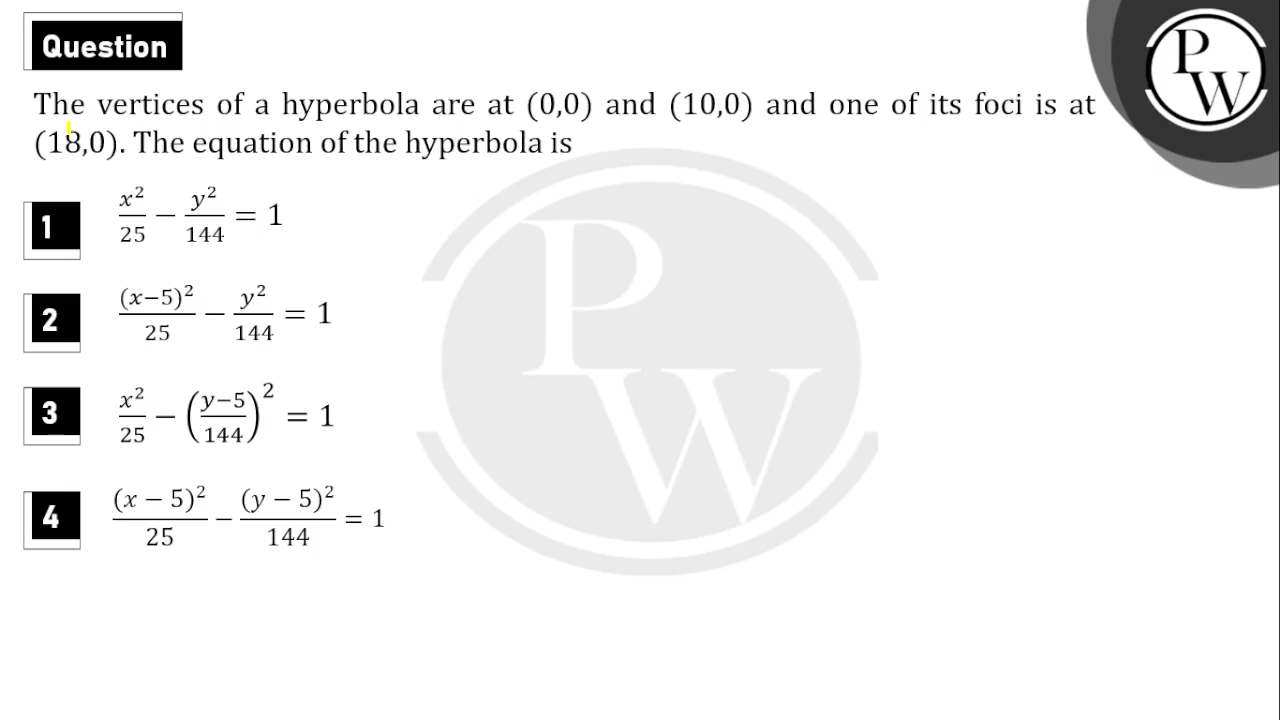 Question
PW
The vertices of a hyperbola are at (0,0) and (10,0) and one of its foci is at
(18,0). The equation of the hyperbola is
1 x²/25 − y²/144 = 1
2 (x−5)²/25 − y²/144 = 1
3 x²/25 − ((y−5)/144)² = 1
4 (x − 5)²/25 − (y − 5)²/144 = 1
PW